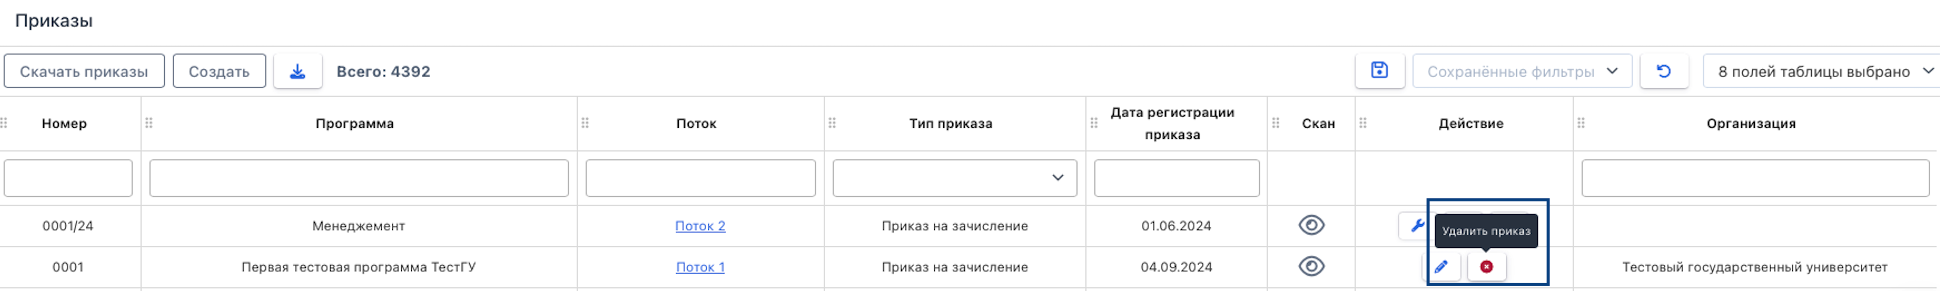 Приказы
Скачать приказы Создать Всего: 4392 Сохранённые фильтры 8 полей таблицы выбрано
Номер Программа Поток Тип приказа Дата регистрации приказа Скан Действие Организация
0001/24 Менеджемент Поток 2 Приказ на зачисление 01.06.2024
Удалить приказ
0001 Первая тестовая программа ТестГУ Поток 1 Приказ на зачисление 04.09.2024 Тестовый государственный университет